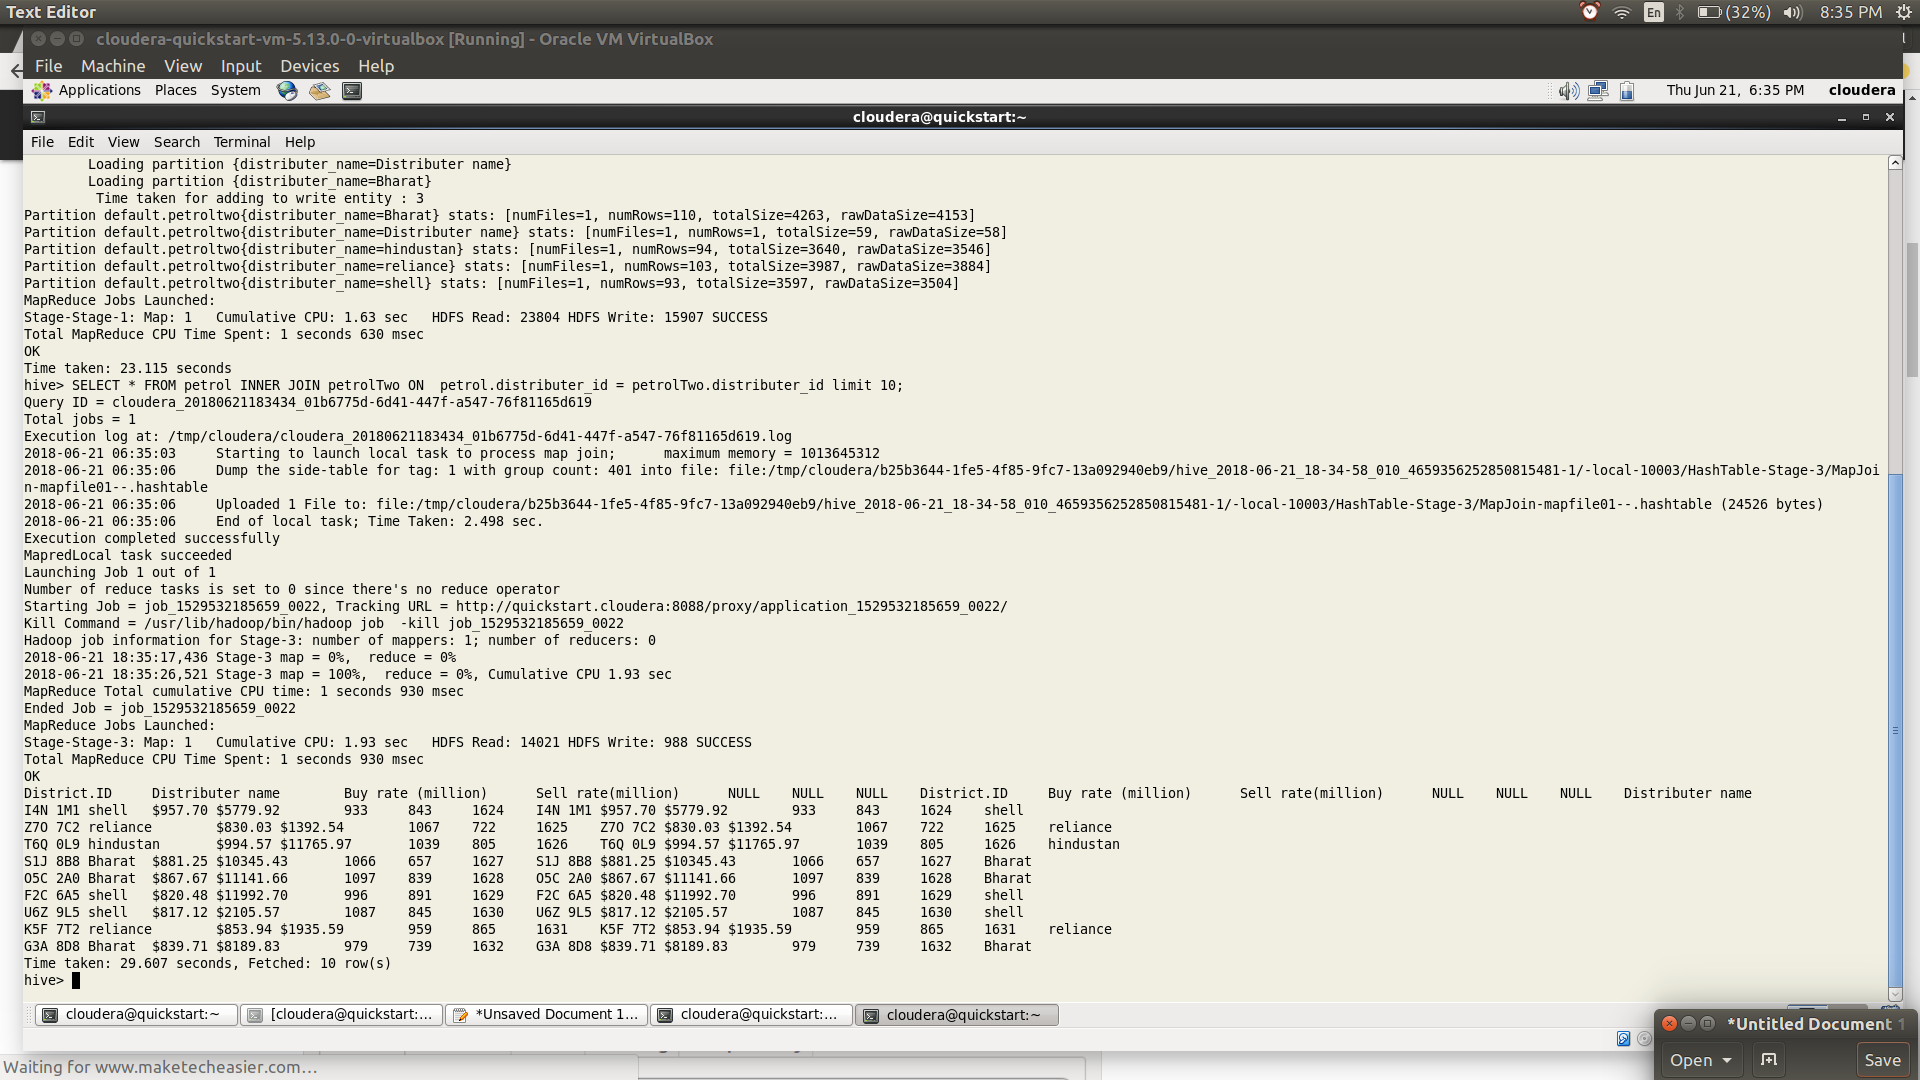 Text Editor
En (32%) 8:35 PM
cloudera-quickstart-vm-5.13.0-0-virtualbox [Running] - Oracle VM VirtualBox
File Machine View Input Devices Help
Applications Places System Thu Jun 21, 6:35 PM cloudera
cloudera@quickstart:~
File Edit View Search Terminal Help
Loading partition {distributer_name=Distributer name}
Loading partition {distributer_name=Bharat}
Time taken for adding to write entity : 3
Partition default.petroltwo{distributer_name=Bharat} stats: [numFiles=1, numRows=110, totalSize=4263, rawDataSize=4153]
Partition default.petroltwo{distributer_name=Distributer name} stats: [numFiles=1, numRows=1, totalSize=59, rawDataSize=58]
Partition default.petroltwo{distributer_name=hindustan} stats: [numFiles=1, numRows=94, totalSize=3640, rawDataSize=3546]
Partition default.petroltwo{distributer_name=reliance} stats: [numFiles=1, numRows=103, totalSize=3987, rawDataSize=3884]
Partition default.petroltwo{distributer_name=shell} stats: [numFiles=1, numRows=93, totalSize=3597, rawDataSize=3504]
MapReduce Jobs Launched:
Stage-Stage-1: Map: 1   Cumulative CPU: 1.63 sec   HDFS Read: 23804 HDFS Write: 15907 SUCCESS
Total MapReduce CPU Time Spent: 1 seconds 630 msec
OK
Time taken: 23.115 seconds
hive> SELECT * FROM petrol INNER JOIN petrolTwo ON  petrol.distributer_id = petrolTwo.distributer_id limit 10;
Query ID = cloudera_20180621183434_01b6775d-6d41-447f-a547-76f81165d619
Total jobs = 1
Execution log at: /tmp/cloudera/cloudera_20180621183434_01b6775d-6d41-447f-a547-76f81165d619.log
2018-06-21 06:35:03     Starting to launch local task to process map join;      maximum memory = 1013645312
2018-06-21 06:35:06     Dump the side-table for tag: 1 with group count: 401 into file: file:/tmp/cloudera/b25b3644-1fe5-4f85-9fc7-13a092940eb9/hive_2018-06-21_18-34-58_010_4659356252850815481-1/-local-10003/HashTable-Stage-3/MapJoi
n-mapfile01--.hashtable
2018-06-21 06:35:06     Uploaded 1 File to: file:/tmp/cloudera/b25b3644-1fe5-4f85-9fc7-13a092940eb9/hive_2018-06-21_18-34-58_010_4659356252850815481-1/-local-10003/HashTable-Stage-3/MapJoin-mapfile01--.hashtable (24526 bytes)
2018-06-21 06:35:06     End of local task; Time Taken: 2.498 sec.
Execution completed successfully
MapredLocal task succeeded
Launching Job 1 out of 1
Number of reduce tasks is set to 0 since there's no reduce operator
Starting Job = job_1529532185659_0022, Tracking URL = http://quickstart.cloudera:8088/proxy/application_1529532185659_0022/
Kill Command = /usr/lib/hadoop/bin/hadoop job  -kill job_1529532185659_0022
Hadoop job information for Stage-3: number of mappers: 1; number of reducers: 0
2018-06-21 18:35:17,436 Stage-3 map = 0%,  reduce = 0%
2018-06-21 18:35:26,521 Stage-3 map = 100%,  reduce = 0%, Cumulative CPU 1.93 sec
MapReduce Total cumulative CPU time: 1 seconds 930 msec
Ended Job = job_1529532185659_0022
MapReduce Jobs Launched:
Stage-Stage-3: Map: 1   Cumulative CPU: 1.93 sec   HDFS Read: 14021 HDFS Write: 988 SUCCESS
Total MapReduce CPU Time Spent: 1 seconds 930 msec
OK
District.ID     Distributer name        Buy rate (million)      Sell rate(million)      NULL    NULL    NULL    District.ID     Buy rate (million)      Sell rate(million)      NULL    NULL    NULL    Distributer name
I4N 1M1 shell   $957.70 $5779.92        933     843     1624    I4N 1M1 $957.70 $5779.92        933     843     1624    shell
Z7O 7C2 reliance        $830.03 $1392.54        1067    722     1625    Z7O 7C2 $830.03 $1392.54        1067    722     1625    reliance
T6Q 0L9 hindustan       $994.57 $11765.97       1039    805     1626    T6Q 0L9 $994.57 $11765.97       1039    805     1626    hindustan
S1J 8B8 Bharat  $881.25 $10345.43       1066    657     1627    S1J 8B8 $881.25 $10345.43       1066    657     1627    Bharat
O5C 2A0 Bharat  $867.67 $11141.66       1097    839     1628    O5C 2A0 $867.67 $11141.66       1097    839     1628    Bharat
F2C 6A5 shell   $820.48 $11992.70       996     891     1629    F2C 6A5 $820.48 $11992.70       996     891     1629    shell
U6Z 9L5 shell   $817.12 $2105.57        1087    845     1630    U6Z 9L5 $817.12 $2105.57        1087    845     1630    shell
K5F 7T2 reliance        $853.94 $1935.59        959     865     1631    K5F 7T2 $853.94 $1935.59        959     865     1631    reliance
G3A 8D8 Bharat  $839.71 $8189.83        979     739     1632    G3A 8D8 $839.71 $8189.83        979     739     1632    Bharat
Time taken: 29.607 seconds, Fetched: 10 row(s)
hive>
cloudera@quickstart:~ [cloudera@quickstart:... *Unsaved Document 1... cloudera@quickstart:... cloudera@quickstart:~
*Untitled Document 1
Open Save
Waiting for www.maketecheasier.com…